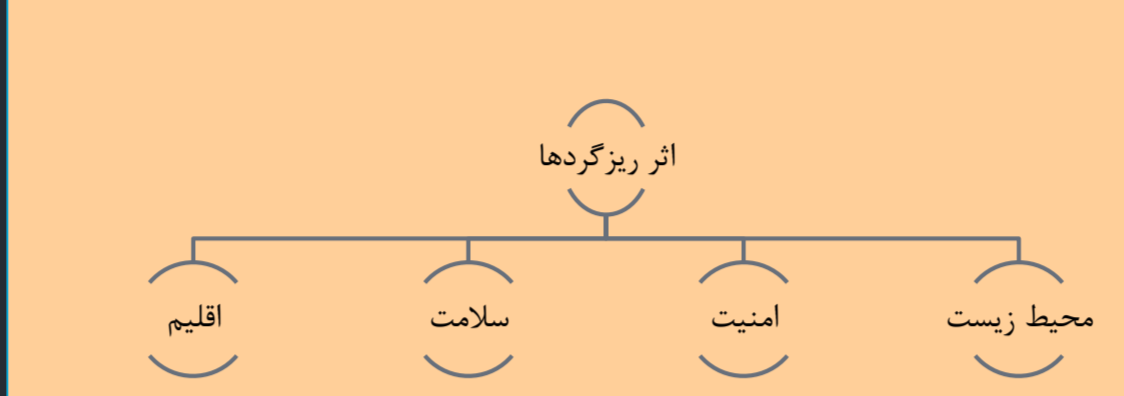 اثر ریزگردها
محیط زیست
امنیت
سلامت
اقلیم